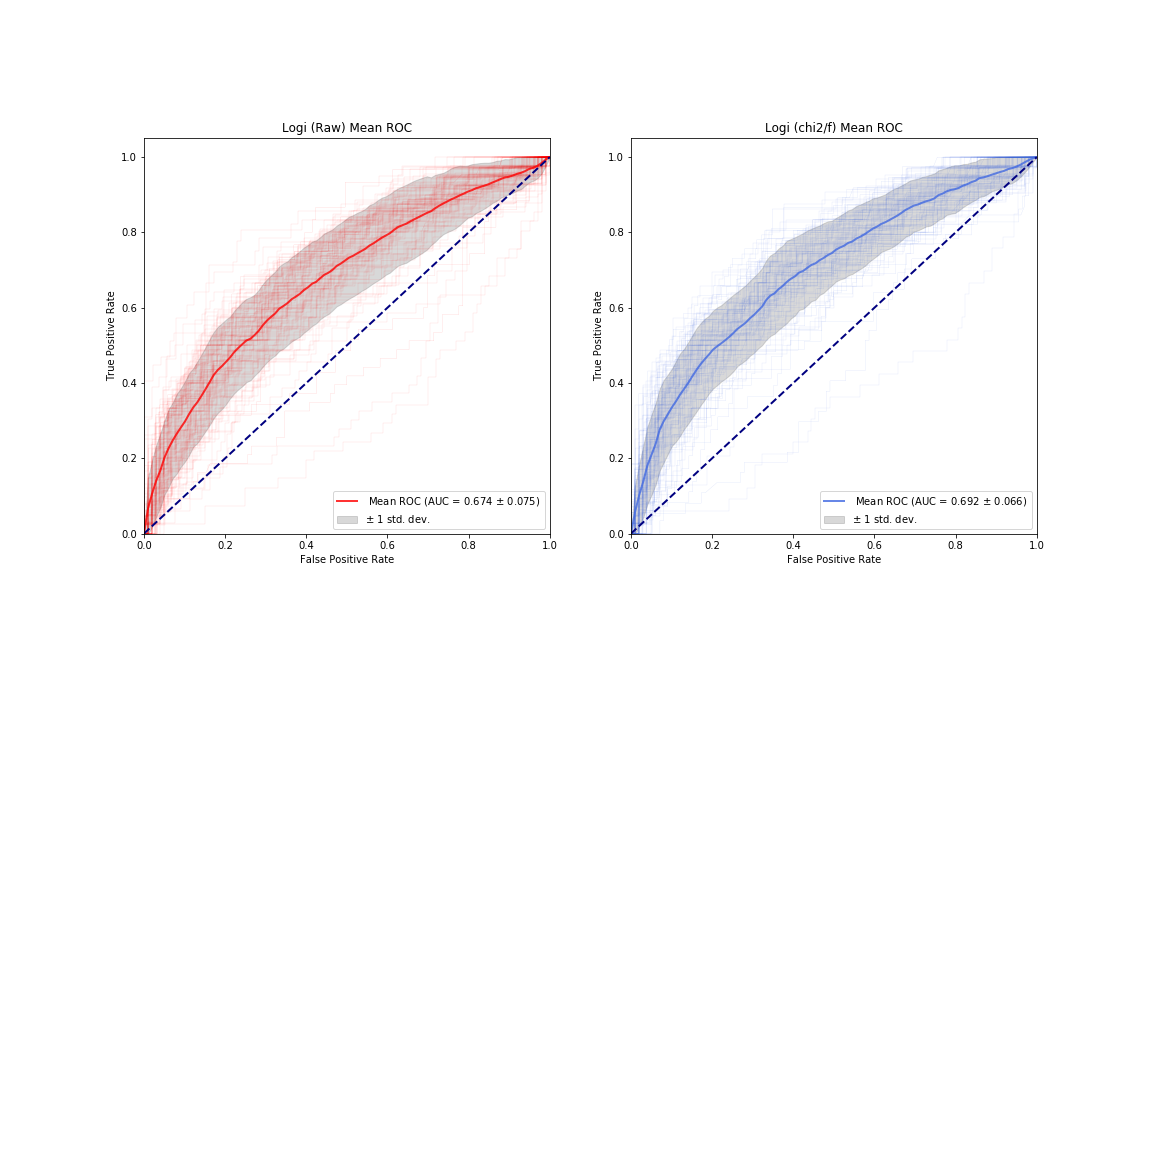 Logi (Raw) Mean ROC
True Positive Rate
1.0
0.8
0.6
0.4
0.2
0.0
Mean ROC (AUC = 0.674 ± 0.075)
± 1 std. dev.
0.0 0.2 0.4 0.6 0.8 1.0
False Positive Rate
Logi (chi2/f) Mean ROC
True Positive Rate
1.0
0.8
0.6
0.4
0.2
0.0
Mean ROC (AUC = 0.692 ± 0.066)
± 1 std. dev.
0.0 0.2 0.4 0.6 0.8 1.0
False Positive Rate